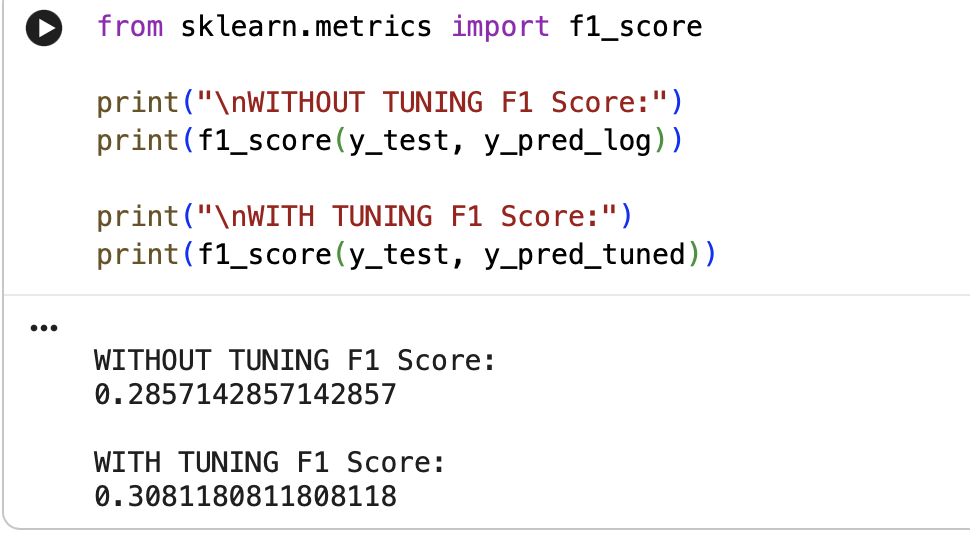 from sklearn.metrics import f1_score
print("\nWITHOUT TUNING F1 Score:")
print(f1_score(y_test, y_pred_log))
print("\nWITH TUNING F1 Score:")
print(f1_score(y_test, y_pred_tuned))
...
WITHOUT TUNING F1 Score:
0.2857142857142857
WITH TUNING F1 Score:
0.3081180811808118